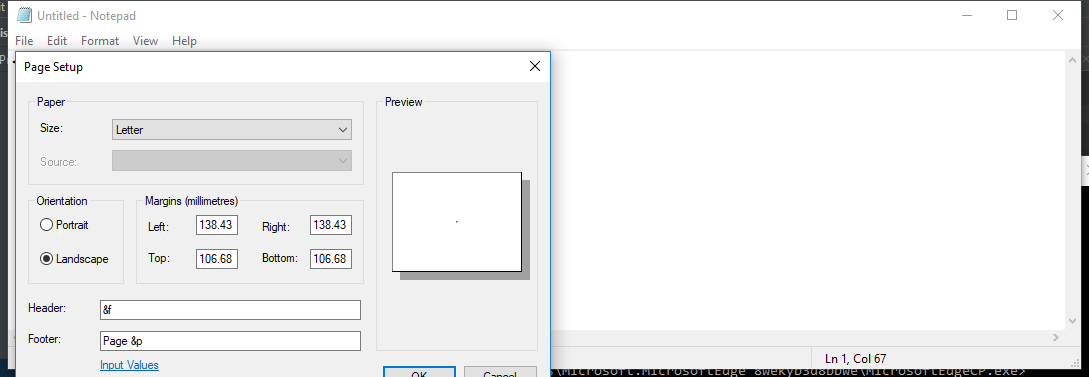 Untitled - Notepad
File Edit Format View Help
Page Setup
Paper
Size: Letter
Source:
Orientation
Portrait
Landscape
Margins (millimetres)
Left: 138.43 Right: 138.43
Top: 106.68 Bottom: 106.68
Preview
Header: &f
Footer: Page &p
Input Values
OK Cancel
Ln 1, Col 67
\Microsoft.MicrosoftEdge_8wekyb3d8bbwe\MicrosoftEdgeCP.exe>